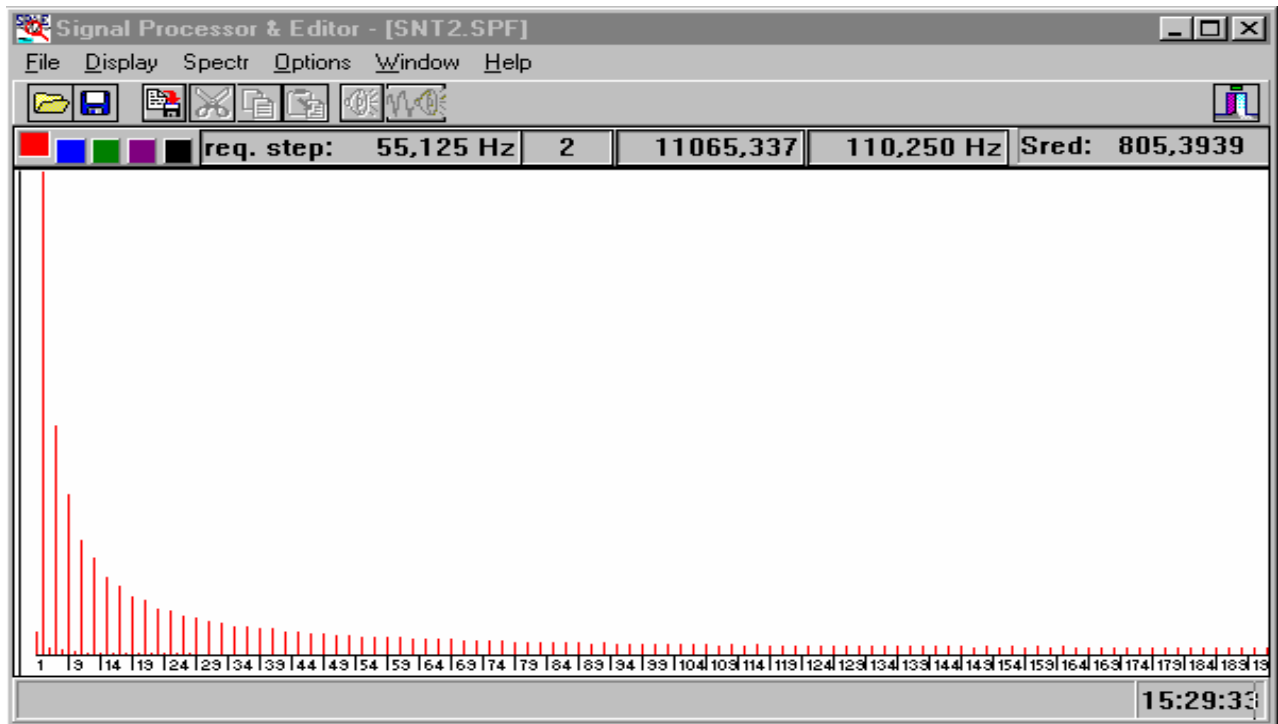 Signal Processor & Editor - [SNT2.SPF]
File Display Spectr Options Window Help
req. step: 55,125 Hz 2 11065,337 110,250 Hz Sred: 805,3939
1 9 14 19 24 29 34 39 44 49 54 59 64 69 74 79 84 89 94 99 104 109 114 119 124 129 134 139 144 149 154 159 164 169 174 179 184 189 19
15:29:33